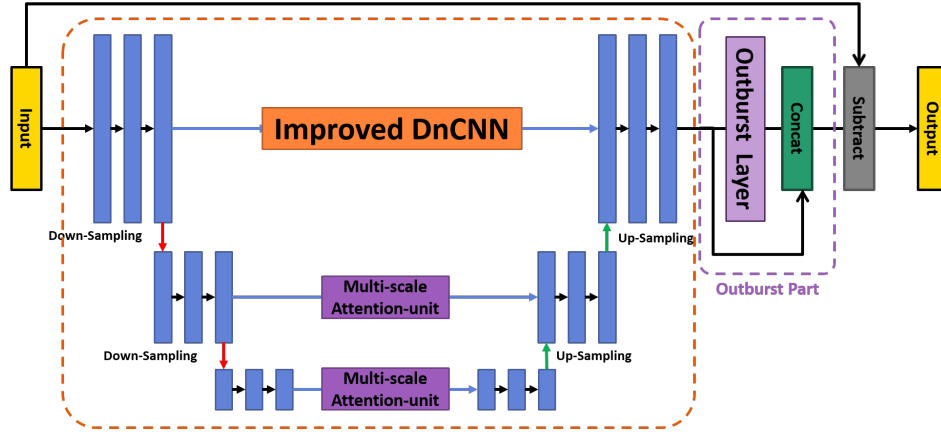 Input
Improved DnCNN
Outburst Layer
Concat
Subtract
Output
Down-Sampling
Up-Sampling
Outburst Part
Multi-scale
Attention-unit
Down-Sampling
Up-Sampling
Multi-scale
Attention-unit